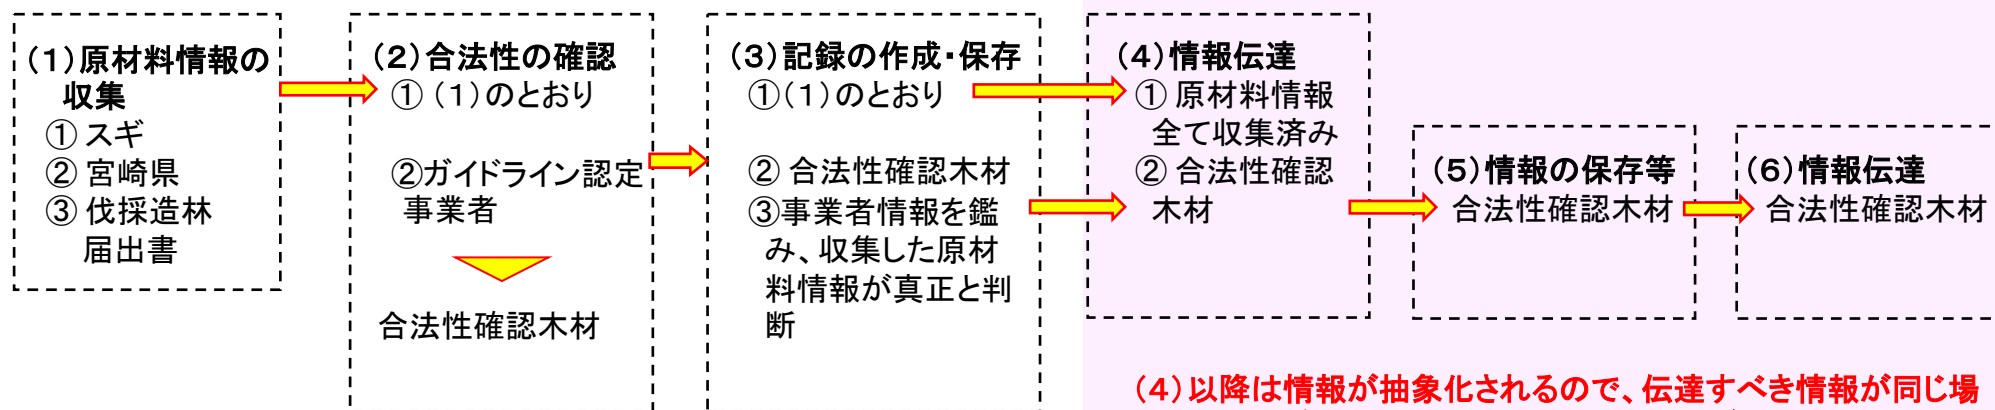 (1)原材料情報の
収集
① スギ
② 宮崎県
③ 伐採造林
届出書
(2)合法性の確認
① (1)のとおり
②ガイドライン認定
事業者
合法性確認木材
(3)記録の作成・保存
①(1)のとおり
② 合法性確認木材
③事業者情報を鑑
み、収集した原材
料情報が真正と判
断
(4)情報伝達
① 原材料情報
全て収集済み
② 合法性確認
木材
(5)情報の保存等
合法性確認木材
(6)情報伝達
合法性確認木材
(4)以降は情報が抽象化されるので、伝達すべき情報が同じ場